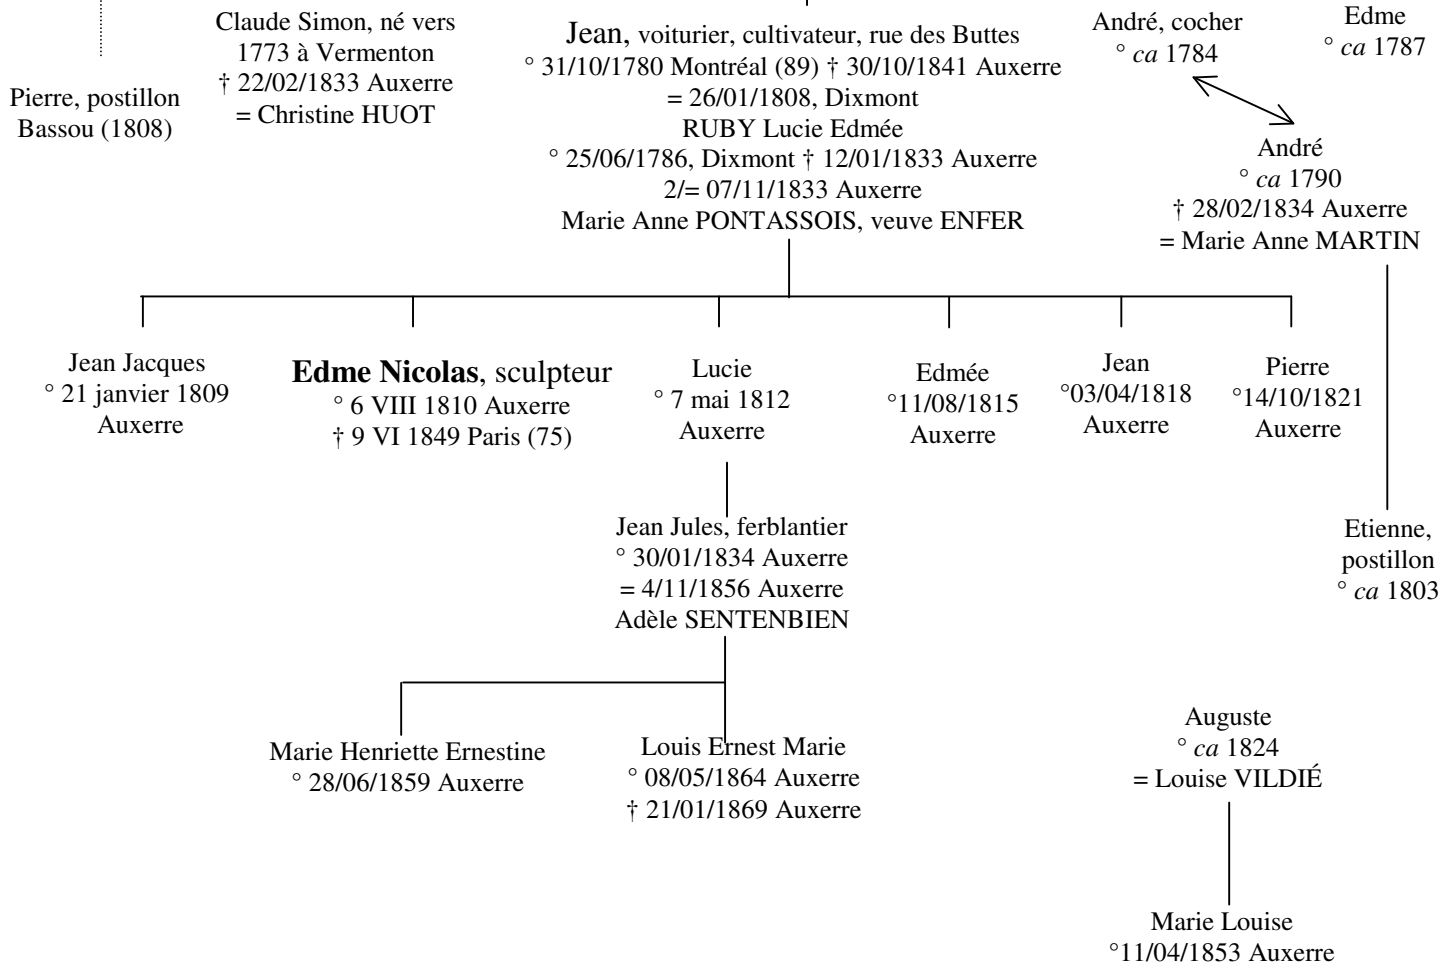 Pierre, postillon
Bassou (1808)
Claude Simon, né vers
1773 à Vermenton
† 22/02/1833 Auxerre
= Christine HUOT
Jean, voiturier, cultivateur, rue des Buttes
° 31/10/1780 Montréal (89) † 30/10/1841 Auxerre
= 26/01/1808, Dixmont
RUBY Lucie Edmée
° 25/06/1786, Dixmont † 12/01/1833 Auxerre
2/= 07/11/1833 Auxerre
Marie Anne PONTASSOIS, veuve ENFER
André, cocher
° ca 1784
Edme
° ca 1787
André
° ca 1790
† 28/02/1834 Auxerre
= Marie Anne MARTIN
Jean Jacques
° 21 janvier 1809
Auxerre
Edme Nicolas, sculpteur
° 6 VIII 1810 Auxerre
† 9 VI 1849 Paris (75)
Lucie
° 7 mai 1812
Auxerre
Edmée
°11/08/1815
Auxerre
Jean
°03/04/1818
Auxerre
Pierre
°14/10/1821
Auxerre
Jean Jules, ferblantier
° 30/01/1834 Auxerre
= 4/11/1856 Auxerre
Adèle SENTENBIEN
Etienne,
postillon
° ca 1803
Marie Henriette Ernestine
° 28/06/1859 Auxerre
Louis Ernest Marie
° 08/05/1864 Auxerre
† 21/01/1869 Auxerre
Auguste
° ca 1824
= Louise VILDIÉ
Marie Louise
°11/04/1853 Auxerre